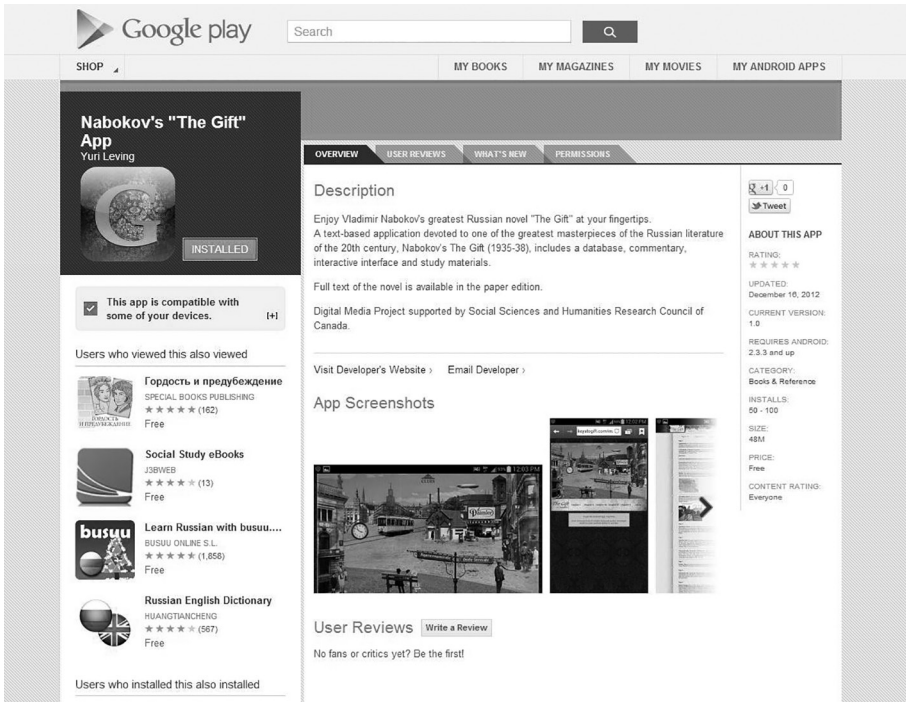 Google play
Search
SHOP
MY BOOKS
MY MAGAZINES
MY MOVIES
MY ANDROID APPS
Nabokov's "The Gift"
App
Yuri Leving
G
INSTALLED
This app is compatible with
some of your devices.
[+]
Users who viewed this also viewed
Гордость и предубеждение
SPECIAL BOOKS PUBLISHING
(162)
Free
Social Study eBooks
J3BWEB
(13)
Free
busuu
Learn Russian with busuu....
BUSUU ONLINE S.L.
(1,858)
Free
Russian English Dictionary
HUANGTIANCHENG
(567)
Free
Users who installed this also installed
OVERVIEW
USER REVIEWS
WHAT'S NEW
PERMISSIONS
Description
Enjoy Vladimir Nabokov's greatest Russian novel "The Gift" at your fingertips.
A text-based application devoted to one of the greatest masterpieces of the Russian literature
of the 20th century, Nabokov's The Gift (1935-38), includes a database, commentary,
interactive interface and study materials.
Full text of the novel is available in the paper edition.
Digital Media Project supported by Social Sciences and Humanities Research Council of
Canada.
Visit Developer's Website ›
Email Developer ›
App Screenshots
12:03 PM
12:02 PM
User Reviews
Write a Review
No fans or critics yet? Be the first!
g +1
0
Tweet
ABOUT THIS APP
RATING:
UPDATED:
December 16, 2012
CURRENT VERSION:
1.0
REQUIRES ANDROID:
2.3.3 and up
CATEGORY:
Books & Reference
INSTALLS:
50 - 100
SIZE:
48M
PRICE:
Free
CONTENT RATING:
Everyone